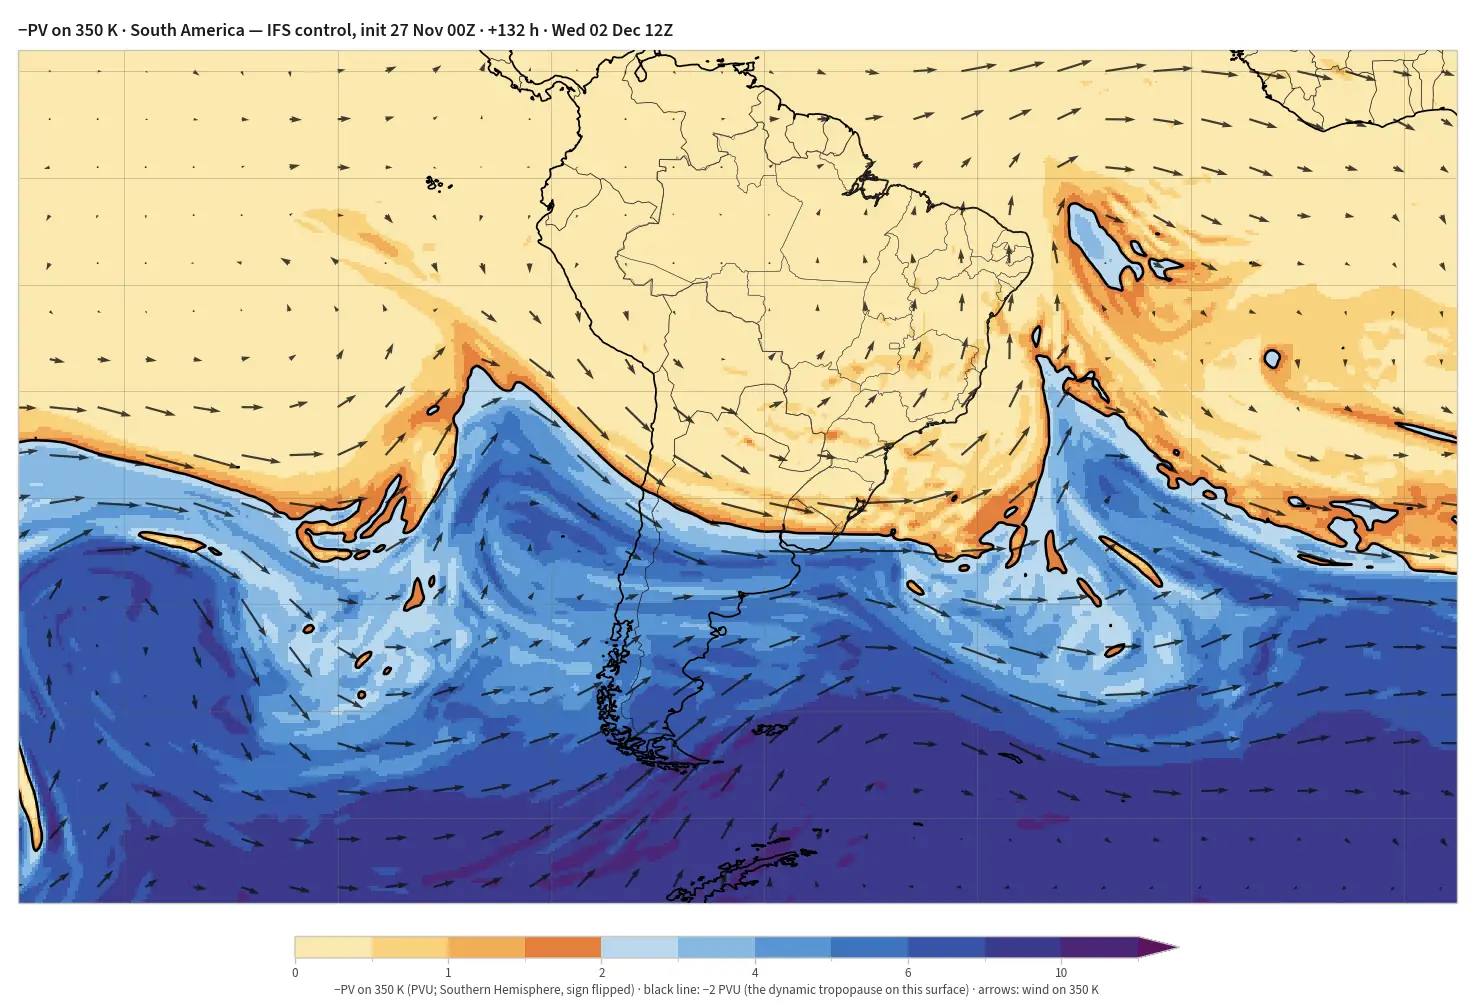 −PV on 350 K · South America — IFS control, init 27 Nov 00Z · +132 h · Wed 02 Dec 12Z
0 1 2 4 6 10
−PV on 350 K (PVU; Southern Hemisphere, sign flipped) · black line: −2 PVU (the dynamic tropopause on this surface) · arrows: wind on 350 K